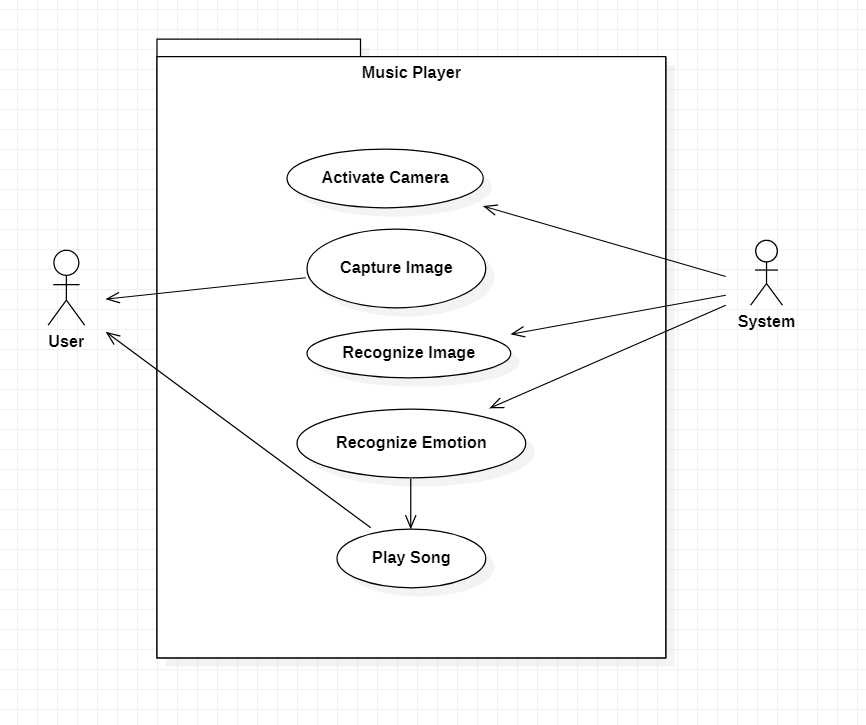 Music Player
Activate Camera
Capture Image
User
System
Recognize Image
Recognize Emotion
Play Song